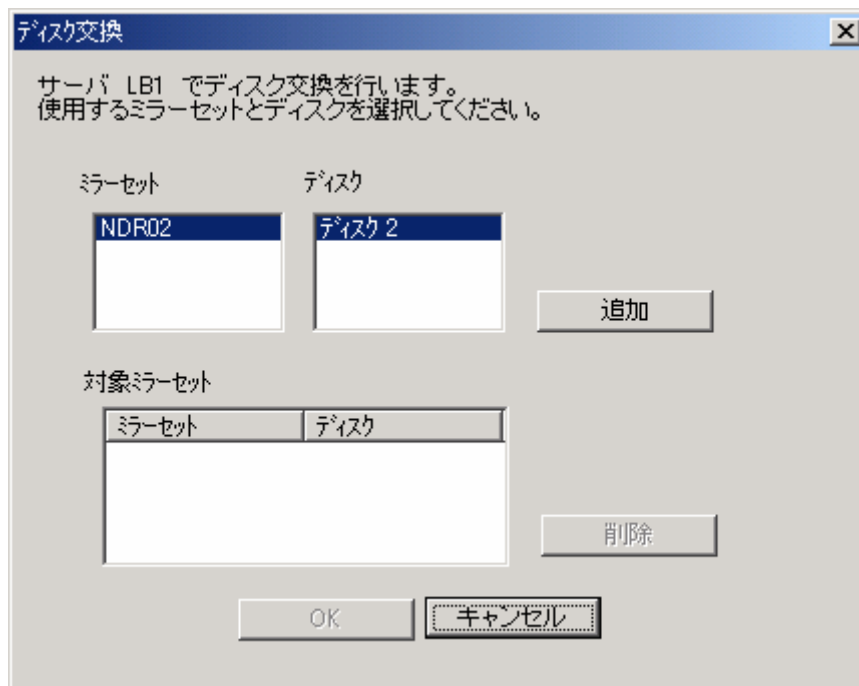 ディスク交換
サーバ LB1 でディスク交換を行います。
使用するミラーセットとディスクを選択してください。
ミラーセット ディスク
NDR02 ディスク 2
追加
対象ミラーセット
ミラーセット ディスク
削除
OK キャンセル